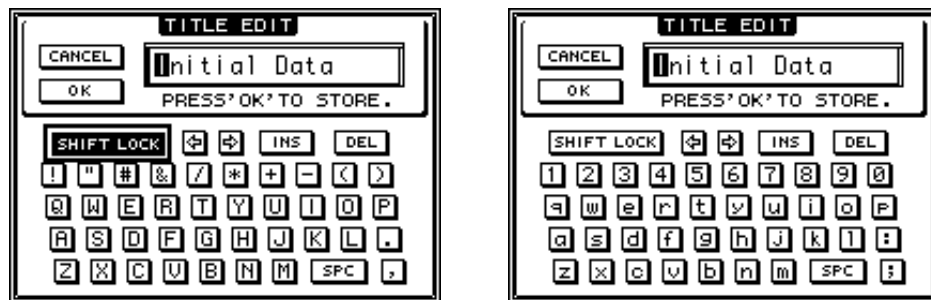 TITLE EDIT
CANCEL
Initial Data
OK
PRESS'OK'TO STORE.
SHIFT LOCK INS DEL
! " # & / * + - ( )
Q W E R T Y U I O P
A S D F G H J K L .
Z X C V B N M SPC ,
TITLE EDIT
CANCEL
Initial Data
OK
PRESS'OK'TO STORE.
SHIFT LOCK INS DEL
1 2 3 4 5 6 7 8 9 0
q w e r t y u i o p
a s d f g h j k l :
z x c v b n m SPC ;